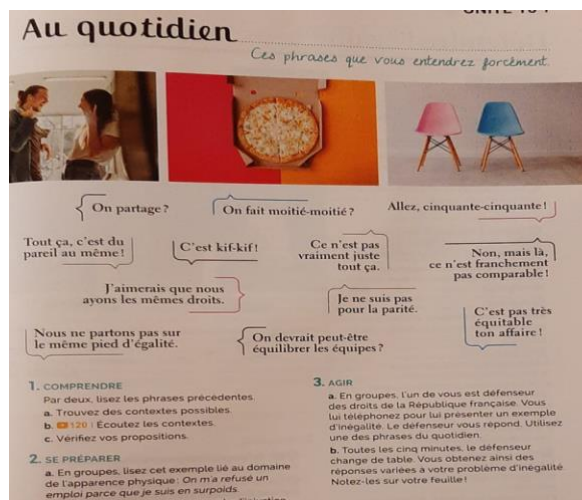 UNITÉ 10
Au quotidien
Ces phrases que vous entendrez forcément.
On partage ?
On fait moitié-moitié ?
Allez, cinquante-cinquante !
Tout ça, c'est du
pareil au même !
C'est kif-kif !
Ce n'est pas
vraiment juste
tout ça.
Non, mais là,
ce n'est franchement
pas comparable !
J'aimerais que nous
ayons les mêmes droits.
Je ne suis pas
pour la parité.
C'est pas très
équitable
ton affaire !
Nous ne partons pas sur
le même pied d'égalité.
On devrait peut-être
équilibrer les équipes ?
1. COMPRENDRE
Par deux, lisez les phrases précédentes.
a. Trouvez des contextes possibles.
b. 120 | Écoutez les contextes.
c. Vérifiez vos propositions.
2. SE PRÉPARER
a. En groupes, lisez cet exemple lié au domaine
de l'apparence physique : On m'a refusé un
emploi parce que je suis en surpoids.
3. AGIR
a. En groupes, l'un de vous est défenseur
des droits de la République française. Vous
lui téléphonez pour lui présenter un exemple
d'inégalité. Le défenseur vous répond. Utilisez
une des phrases du quotidien.
b. Toutes les cinq minutes, le défenseur
change de table. Vous obtenez ainsi des
réponses variées à votre problème d'inégalité.
Notez-les sur votre feuille !